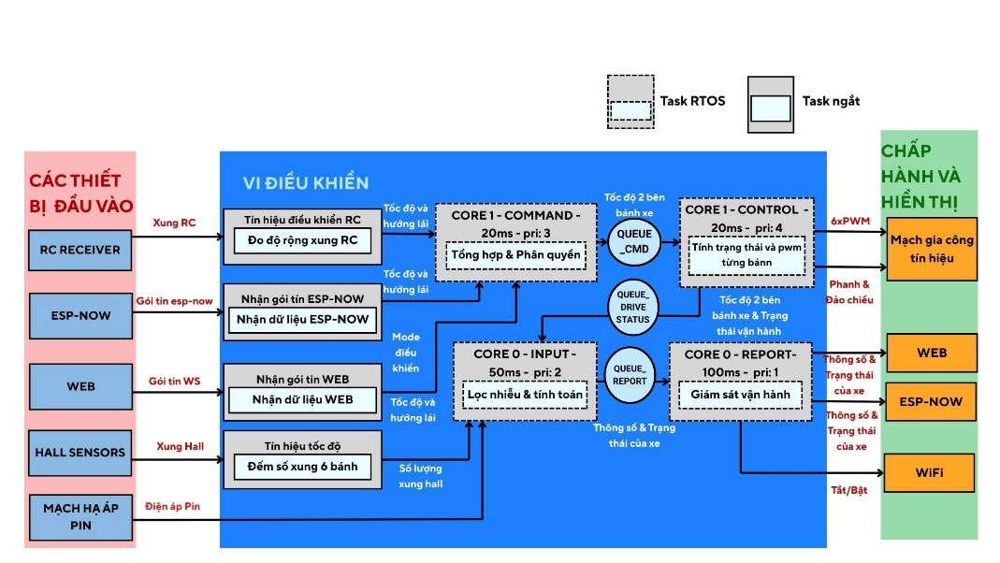 Task RTOS
Task ngắt
CÁC THIẾT
BỊ ĐẦU VÀO
RC RECEIVER
ESP-NOW
WEB
HALL SENSORS
MẠCH HẠ ÁP
PIN
Xung RC
Gói tin esp-now
Gói tin WS
Xung Hall
Điện áp Pin
VI ĐIỀU KHIỂN
Tín hiệu điều khiển RC
Đo độ rộng xung RC
Nhận gói tín ESP-NOW
Nhận dữ liệu ESP-NOW
Nhận gói tin WEB
Nhận dữ liệu WEB
Tín hiệu tốc độ
Đếm số xung 6 bánh
Tốc độ và
hướng lái
Tốc độ và
hướng lái
Mode
điều
khiển
Tốc độ và
hướng lái
Số lượng
xung hall
CORE 1 - COMMAND -
20ms - pri: 3
Tổng hợp & Phân quyền
Tốc độ 2 bên
bánh xe
QUEUE
_CMD
CORE 1 - CONTROL -
20ms - pri: 4
Tính trạng thái và pwm
từng bánn
QUEUE_
DRIVE
STATUS
Tốc độ 2 bên
bánh xe & Trạng
thái vận hành
CORE 0 - INPUT -
50ms - pri: 2
Lọc nhiễu & tính toán
QUEUE_
REPORT
Thông số & Trạng
thái của xe
CORE 0 - REPORT-
100ms - pri: 1
Giám sát vận hành
6xPWM
Phanh &
Đảo chiều
Thông số &
Trạng thái
của xe
Thông số &
Trạng thái
của xe
Tắt/Bật
CHẤP
HÀNH VÀ
HIỂN THỊ
Mạch gia công
tín hiệu
WEB
ESP-NOW
WiFi